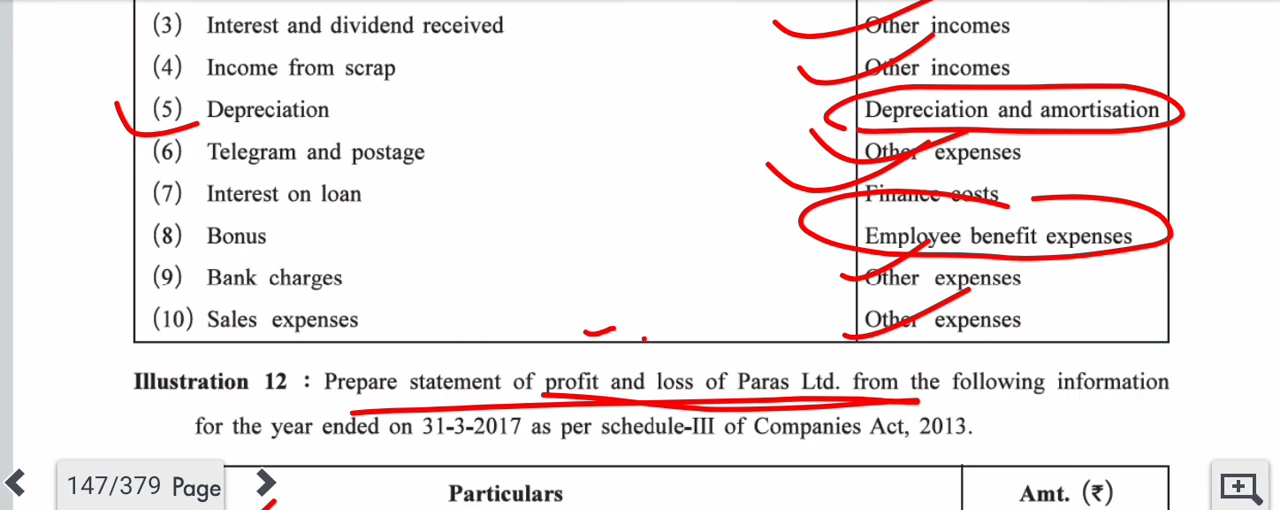 (3) Interest and dividend received Other incomes
(4) Income from scrap Other incomes
(5) Depreciation Depreciation and amortisation
(6) Telegram and postage Other expenses
(7) Interest on loan Finance costs
(8) Bonus Employee benefit expenses
(9) Bank charges Other expenses
(10) Sales expenses Other expenses
Illustration 12 : Prepare statement of profit and loss of Paras Ltd. from the following information
for the year ended on 31-3-2017 as per schedule-III of Companies Act, 2013.
147/379 Page
Particulars Amt. (₹)